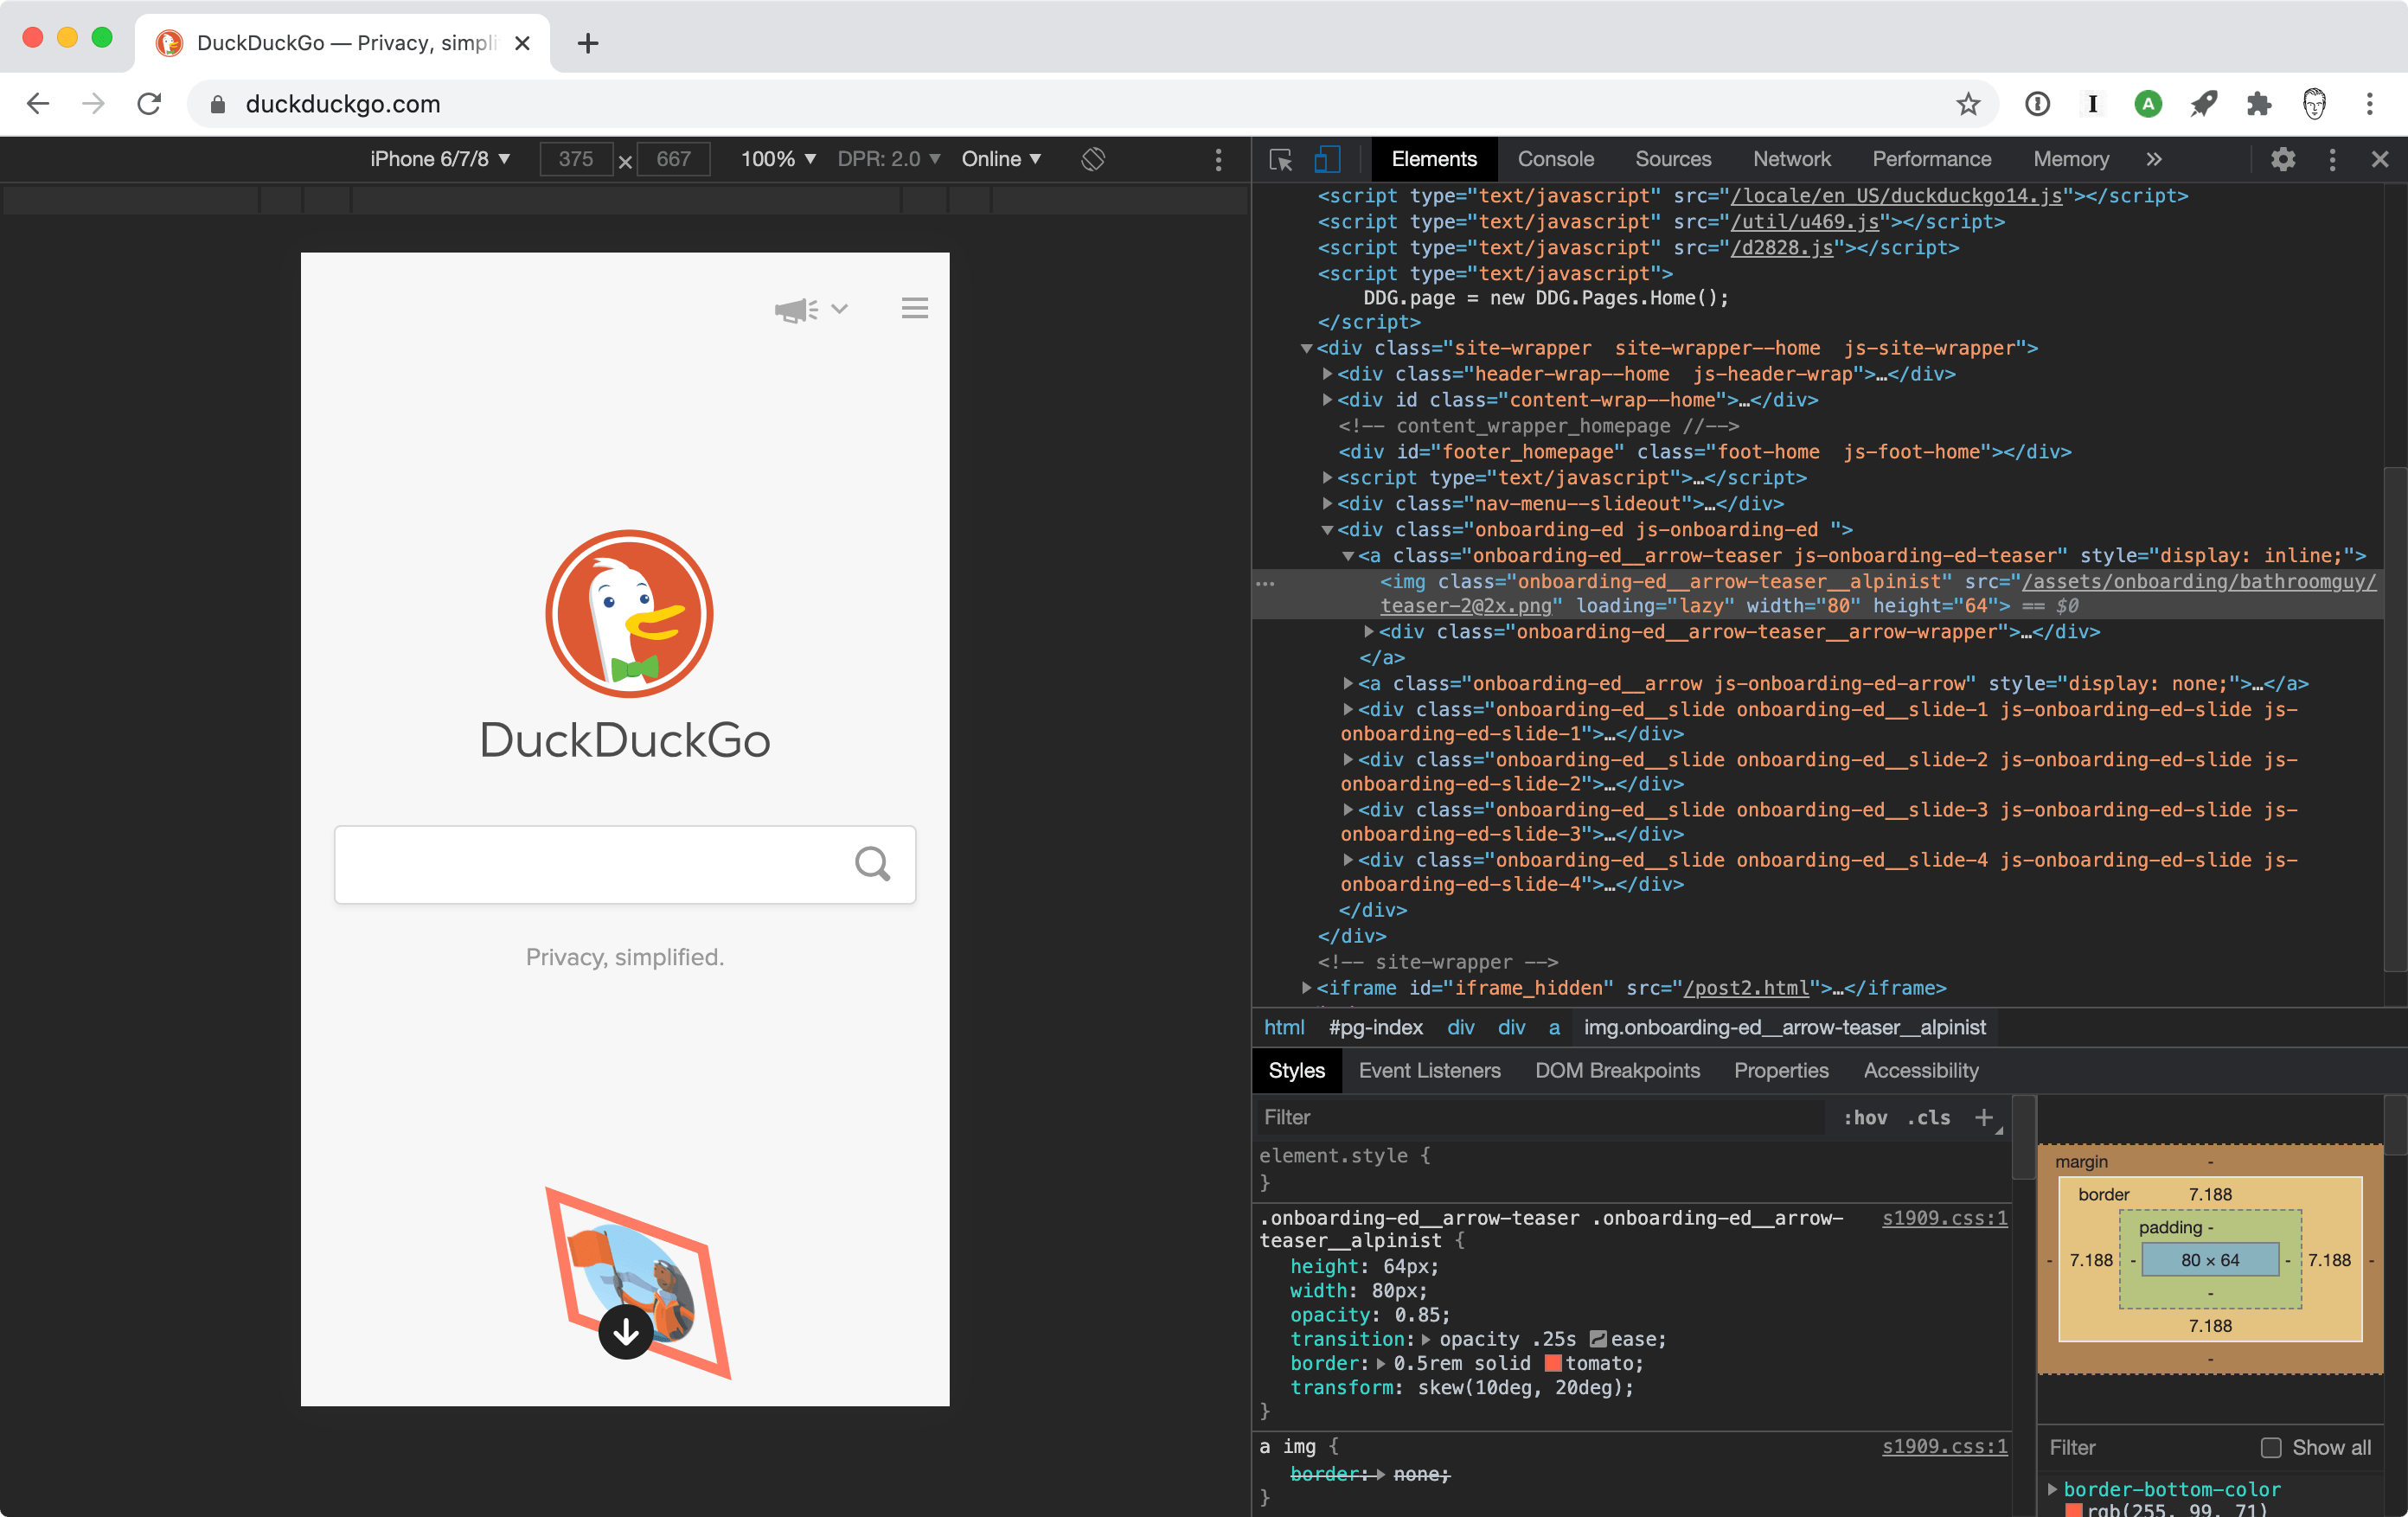 DuckDuckGo — Privacy, simpli
duckduckgo.com
iPhone 6/7/8 ▼ 375 × 667 100% ▼ DPR: 2.0 ▼ Online ▼
DuckDuckGo
Privacy, simplified.
Elements Console Sources Network Performance Memory »
<script type="text/javascript" src="/locale/en_US/duckduckgo14.js"></script>
<script type="text/javascript" src="/util/u469.js"></script>
<script type="text/javascript" src="/d2828.js"></script>
<script type="text/javascript">
DDG.page = new DDG.Pages.Home();
</script>
▼<div class="site-wrapper  site-wrapper--home  js-site-wrapper">
▶<div class="header-wrap--home  js-header-wrap">…</div>
▶<div id class="content-wrap--home">…</div>
<!-- content_wrapper_homepage //-->
<div id="footer_homepage" class="foot-home  js-foot-home"></div>
▶<script type="text/javascript">…</script>
▶<div class="nav-menu--slideout">…</div>
▼<div class="onboarding-ed js-onboarding-ed ">
▼<a class="onboarding-ed__arrow-teaser js-onboarding-ed-teaser" style="display: inline;">
… <img class="onboarding-ed__arrow-teaser__alpinist" src="/assets/onboarding/bathroomguy/
teaser-2@2x.png" loading="lazy" width="80" height="64"> == $0
▶<div class="onboarding-ed__arrow-teaser__arrow-wrapper">…</div>
</a>
▶<a class="onboarding-ed__arrow js-onboarding-ed-arrow" style="display: none;">…</a>
▶<div class="onboarding-ed__slide onboarding-ed__slide-1 js-onboarding-ed-slide js-
onboarding-ed-slide-1">…</div>
▶<div class="onboarding-ed__slide onboarding-ed__slide-2 js-onboarding-ed-slide js-
onboarding-ed-slide-2">…</div>
▶<div class="onboarding-ed__slide onboarding-ed__slide-3 js-onboarding-ed-slide js-
onboarding-ed-slide-3">…</div>
▶<div class="onboarding-ed__slide onboarding-ed__slide-4 js-onboarding-ed-slide js-
onboarding-ed-slide-4">…</div>
</div>
</div>
<!-- site-wrapper -->
▶<iframe id="iframe_hidden" src="/post2.html">…</iframe>
html #pg-index div div a img.onboarding-ed__arrow-teaser__alpinist
Styles Event Listeners DOM Breakpoints Properties Accessibility
Filter :hov .cls +
element.style {
}
.onboarding-ed__arrow-teaser .onboarding-ed__arrow- s1909.css:1
teaser__alpinist {
height: 64px;
width: 80px;
opacity: 0.85;
transition:▶ opacity .25s ease;
border:▶ 0.5rem solid tomato;
transform: skew(10deg, 20deg);
}
a img { s1909.css:1
border:▶ none;
}
margin -
border 7.188
padding -
- 7.188 - 80 × 64 - 7.188 -
-
7.188
-
Filter Show all
▶ border-bottom-color
rgb(255, 99, 71)